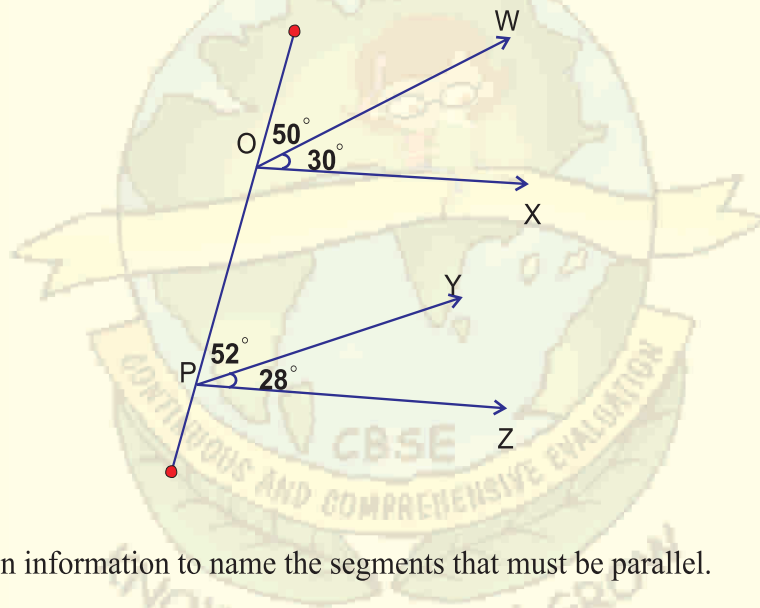 W
O 50°
30°
X
Y
P 52°
28°
Z
CBSE
CONTINUOUS AND COMPREHENSIVE EVALUATION
n information to name the segments that must be parallel.